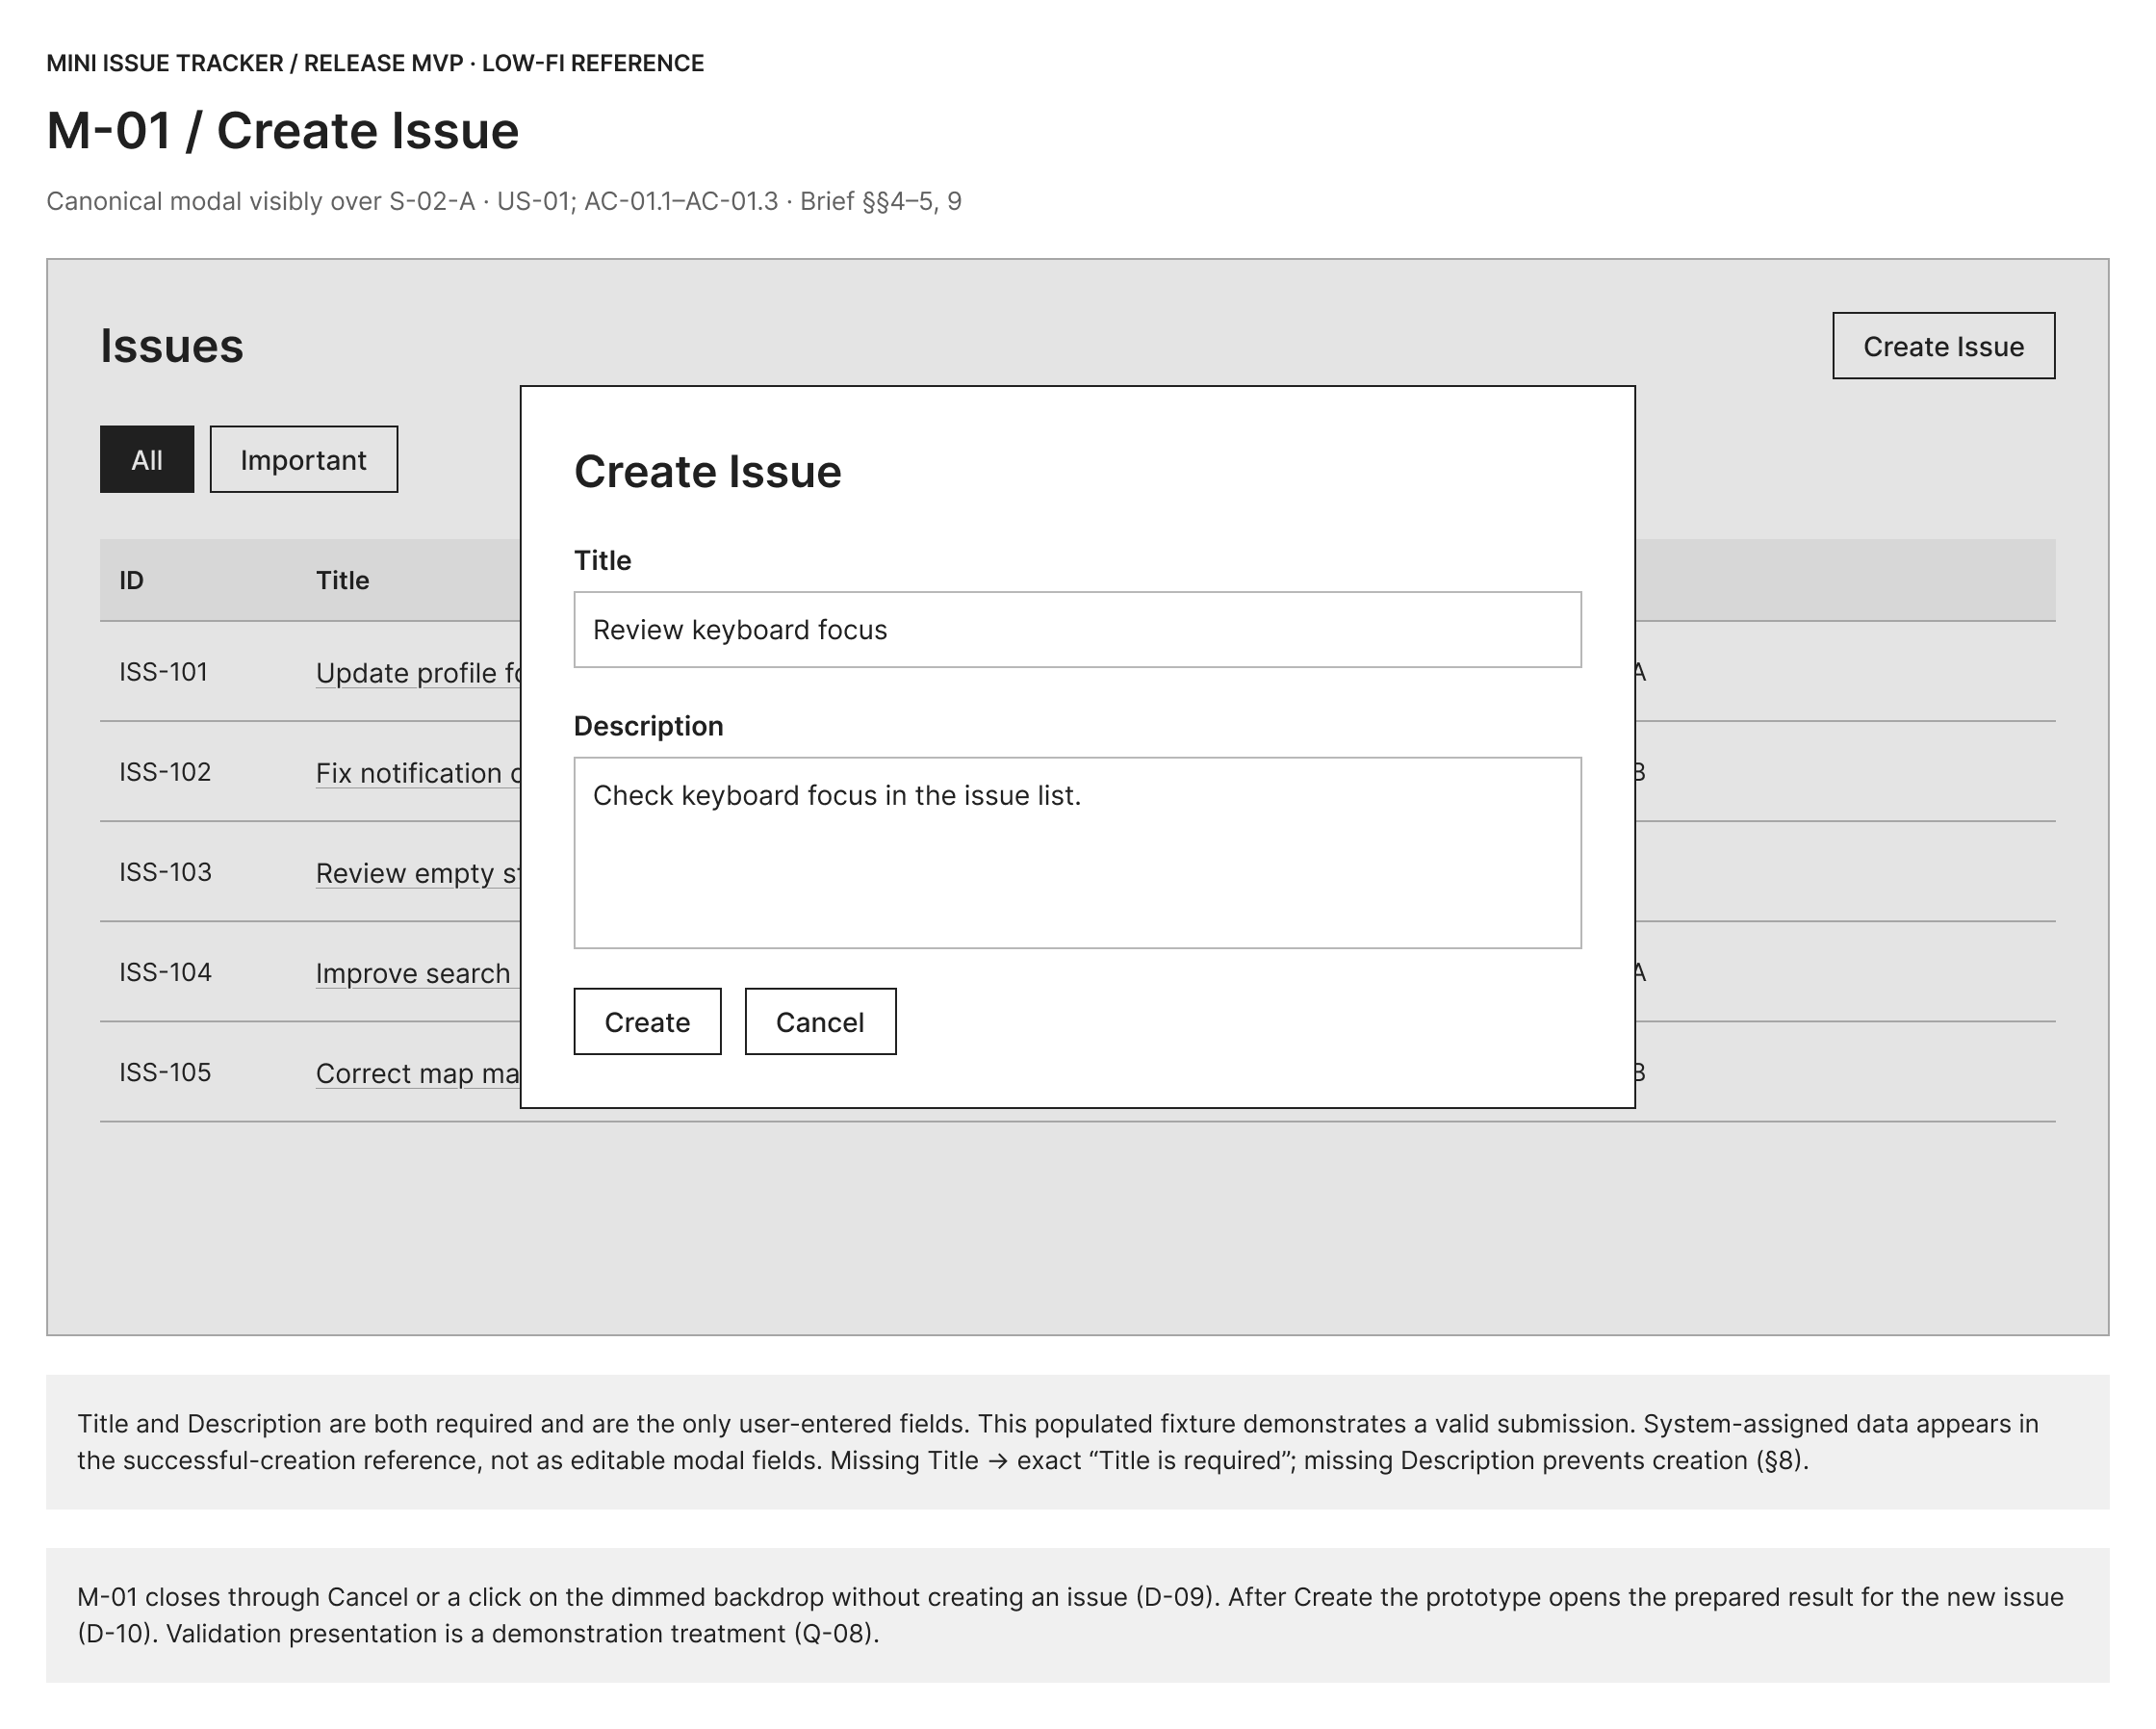 MINI ISSUE TRACKER / RELEASE MVP · LOW-FI REFERENCE
M-01 / Create Issue
Canonical modal visibly over S-02-A · US-01; AC-01.1–AC-01.3 · Brief §§4–5, 9
Issues
Create Issue
All
Important
ID
Title
ISS-101
Update profile
A
ISS-102
Fix notification
B
ISS-103
Review empty
ISS-104
Improve search
A
ISS-105
Correct map
B
Create Issue
Title
Review keyboard focus
Description
Check keyboard focus in the issue list.
Create
Cancel
Title and Description are both required and are the only user-entered fields. This populated fixture demonstrates a valid submission. System-assigned data appears in
the successful-creation reference, not as editable modal fields. Missing Title → exact “Title is required”; missing Description prevents creation (§8).
M-01 closes through Cancel or a click on the dimmed backdrop without creating an issue (D-09). After Create the prototype opens the prepared result for the new issue
(D-10). Validation presentation is a demonstration treatment (Q-08).